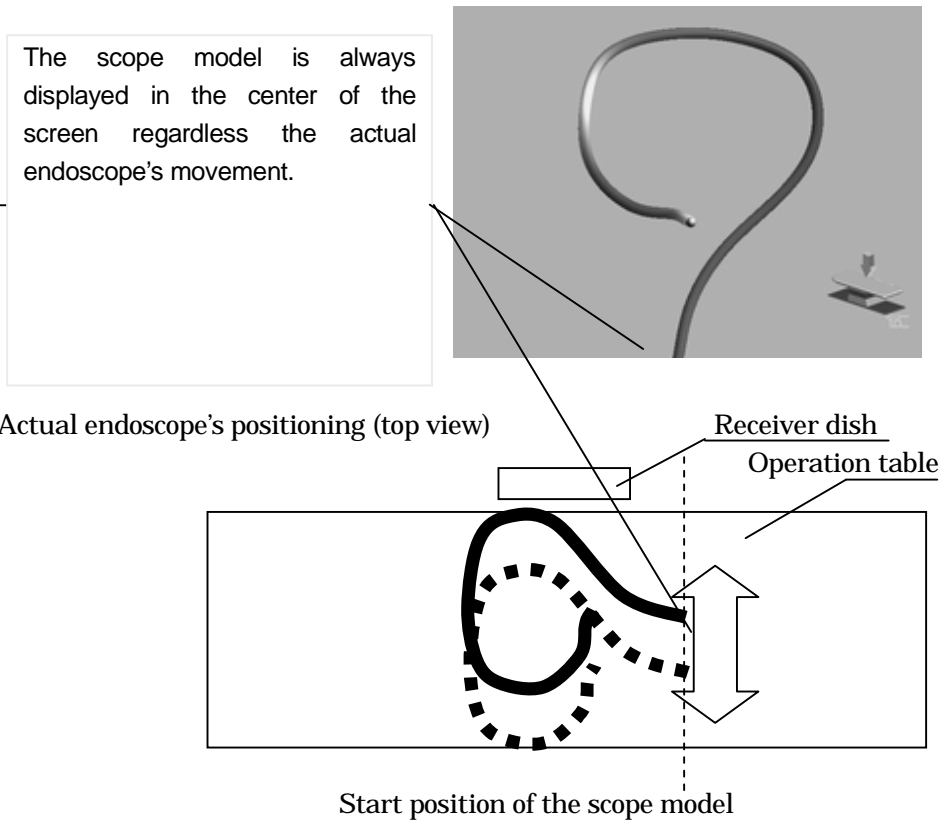 The scope model is always
displayed in the center of the
screen regardless the actual
endoscope's movement.
Actual endoscope's positioning (top view)
Receiver dish
Operation table
Start position of the scope model